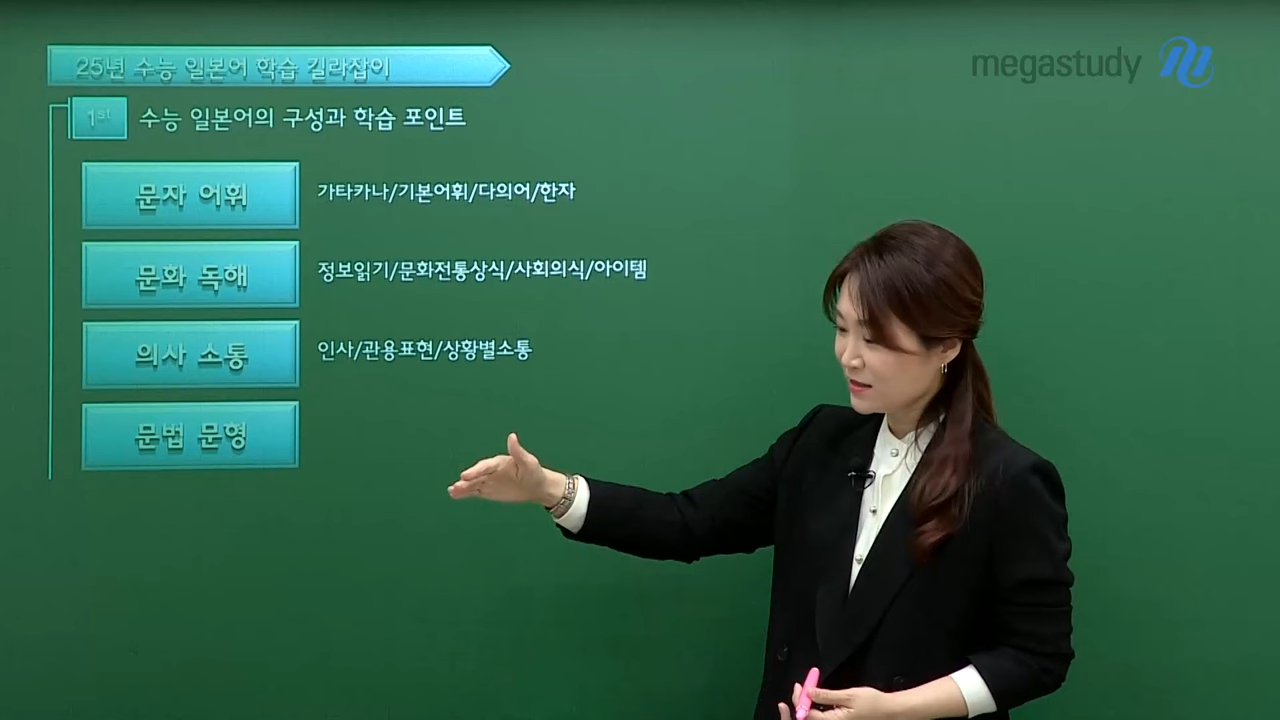 25년 수능 일본어 학습 길라잡이
megastudy
1st 수능 일본어의 구성과 학습 포인트
문자 어휘 가타카나/기본어휘/다의어/한자
문화 독해 정보읽기/문화전통상식/사회의식/아이템
의사 소통 인사/관용표현/상황별소통
문법 문형